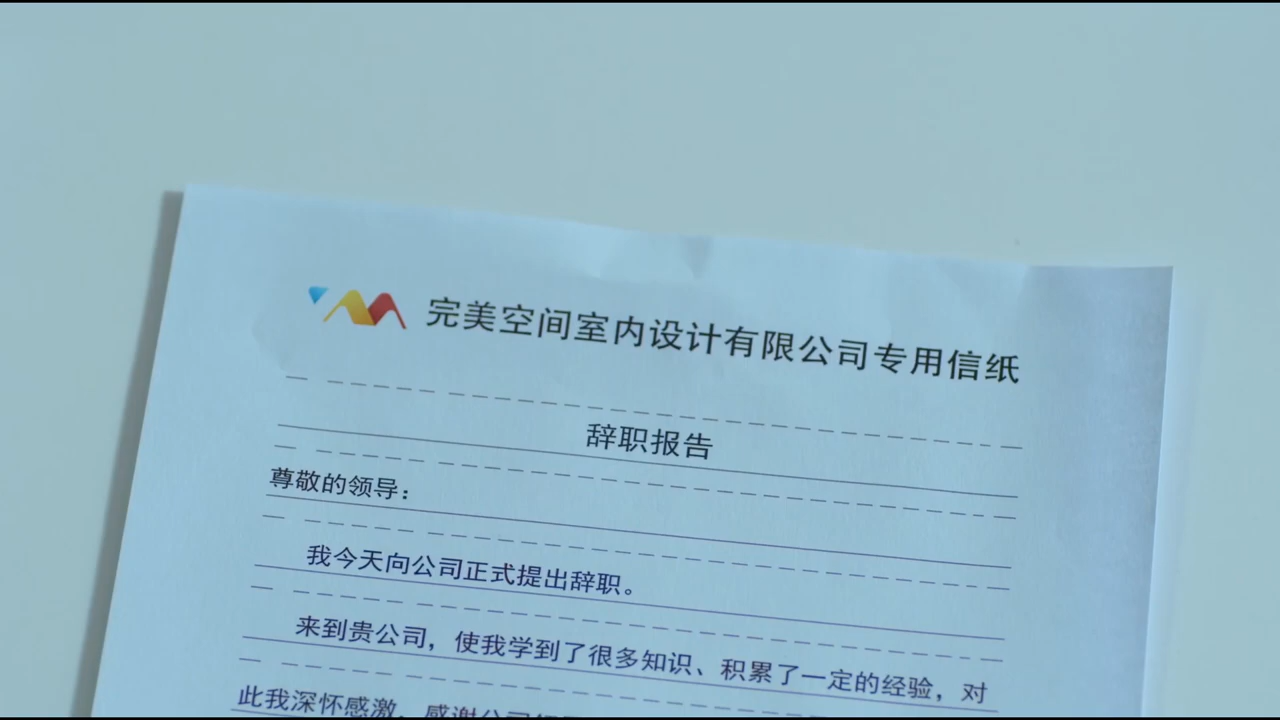 完美空间室内设计有限公司专用信纸
辞职报告
尊敬的领导：
我今天向公司正式提出辞职。
来到贵公司，使我学到了很多知识、积累了一定的经验，对
此我深怀感激，感谢公司